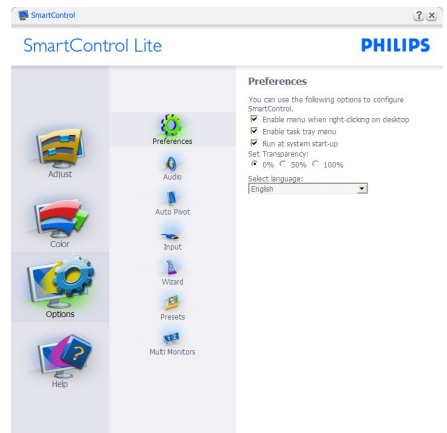 SmartControl
SmartControl Lite
PHILIPS
Adjust
Color
Options
Help
Preferences
Audio
Auto Pivot
Input
Wizard
Presets
Multi Monitors
Preferences
You can use the following options to configure
SmartControl.
Enable menu when right-clicking on desktop
Enable task tray menu
Run at system start-up
Set Transparency:
0% 50% 100%
Select language:
English